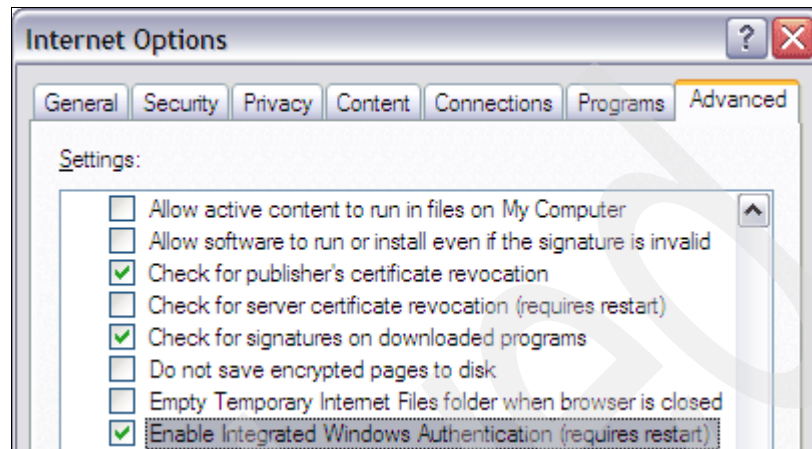 Internet Options
General Security Privacy Content Connections Programs Advanced
Settings:
Allow active content to run in files on My Computer
Allow software to run or install even if the signature is invalid
Check for publisher's certificate revocation
Check for server certificate revocation (requires restart)
Check for signatures on downloaded programs
Do not save encrypted pages to disk
Empty Temporary Internet Files folder when browser is closed
Enable Integrated Windows Authentication (requires restart)